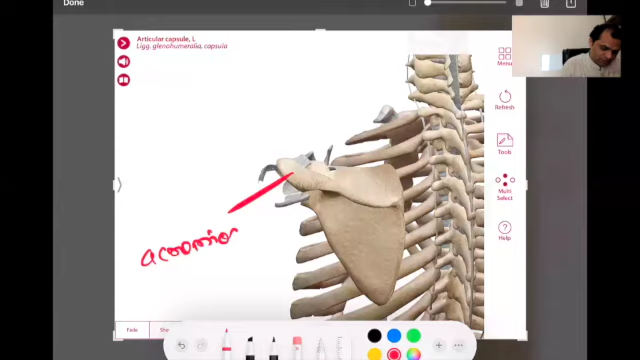 Done
Articular capsule, L
Ligg. glenohumeralia, capsula
Menu
Refresh
Tools
Multi
Select
Help
acromion
Fade